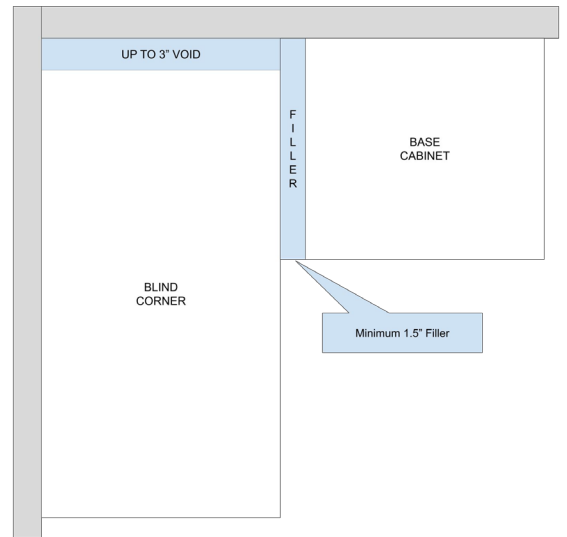 UP TO 3” VOID
F
I
L
L
E
R
BASE
CABINET
BLIND
CORNER
Minimum 1.5” Filler